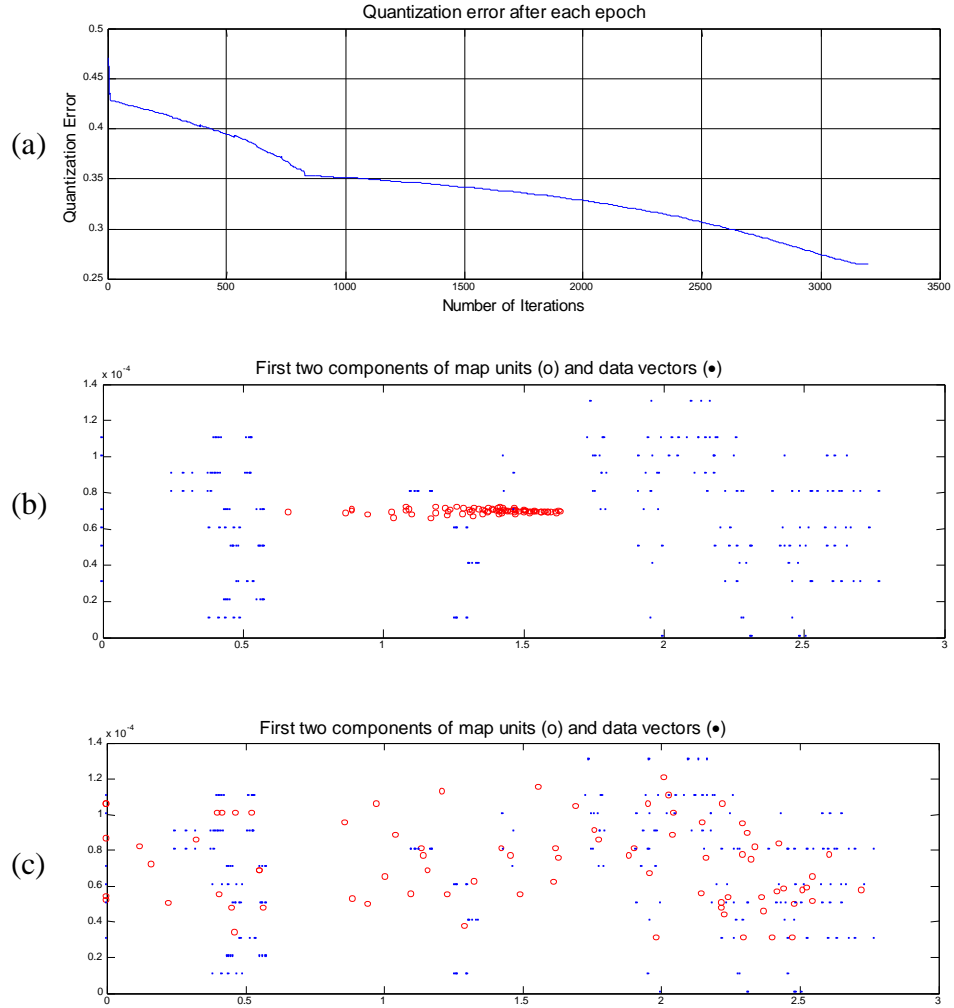 (a)
Quantization error after each epoch
Quantization Error
0.5
0.45
0.4
0.35
0.3
0.25
0 500 1000 1500 2000 2500 3000 3500
Number of Iterations
(b)
First two components of map units (o) and data vectors (•)
x 10^-4
1.4
1.2
1
0.8
0.6
0.4
0.2
0
0 0.5 1 1.5 2 2.5 3
(c)
First two components of map units (o) and data vectors (•)
x 10^-4
1.4
1.2
1
0.8
0.6
0.4
0.2
0
0 0.5 1 1.5 2 2.5 3